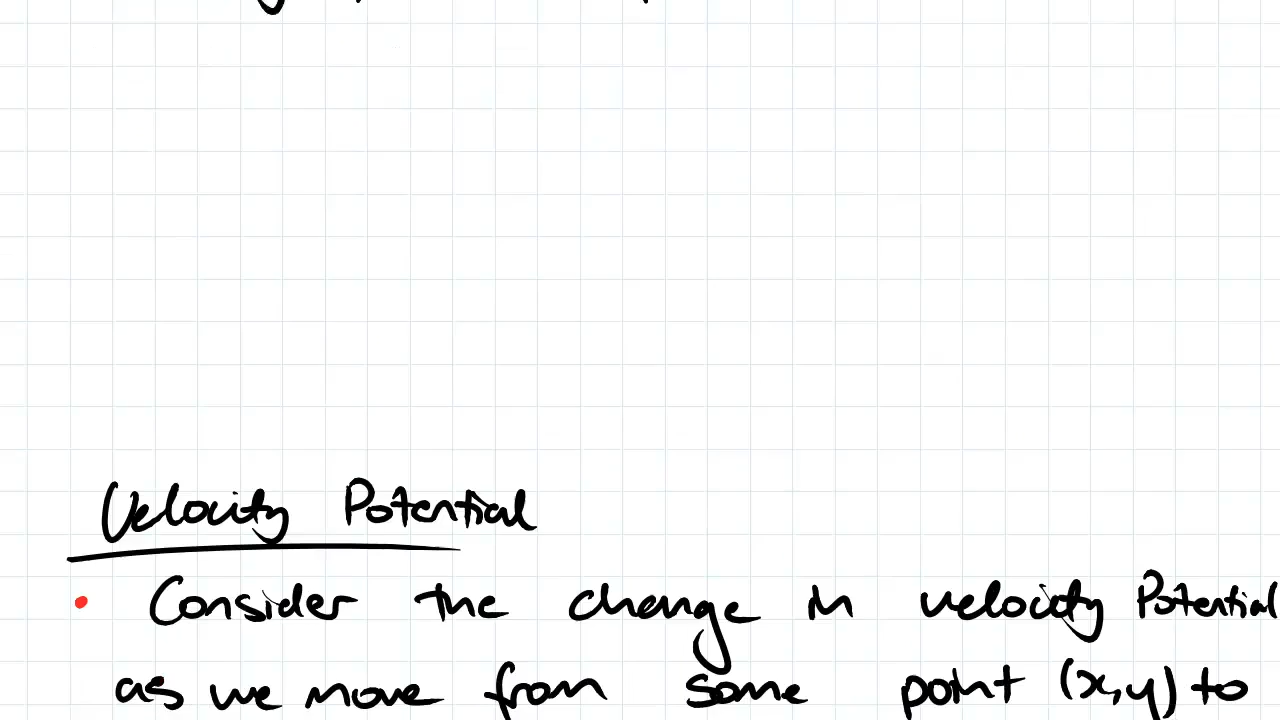 Velocity Potential
• Consider the change in velocity Potential
as we move from some point (x,y) to